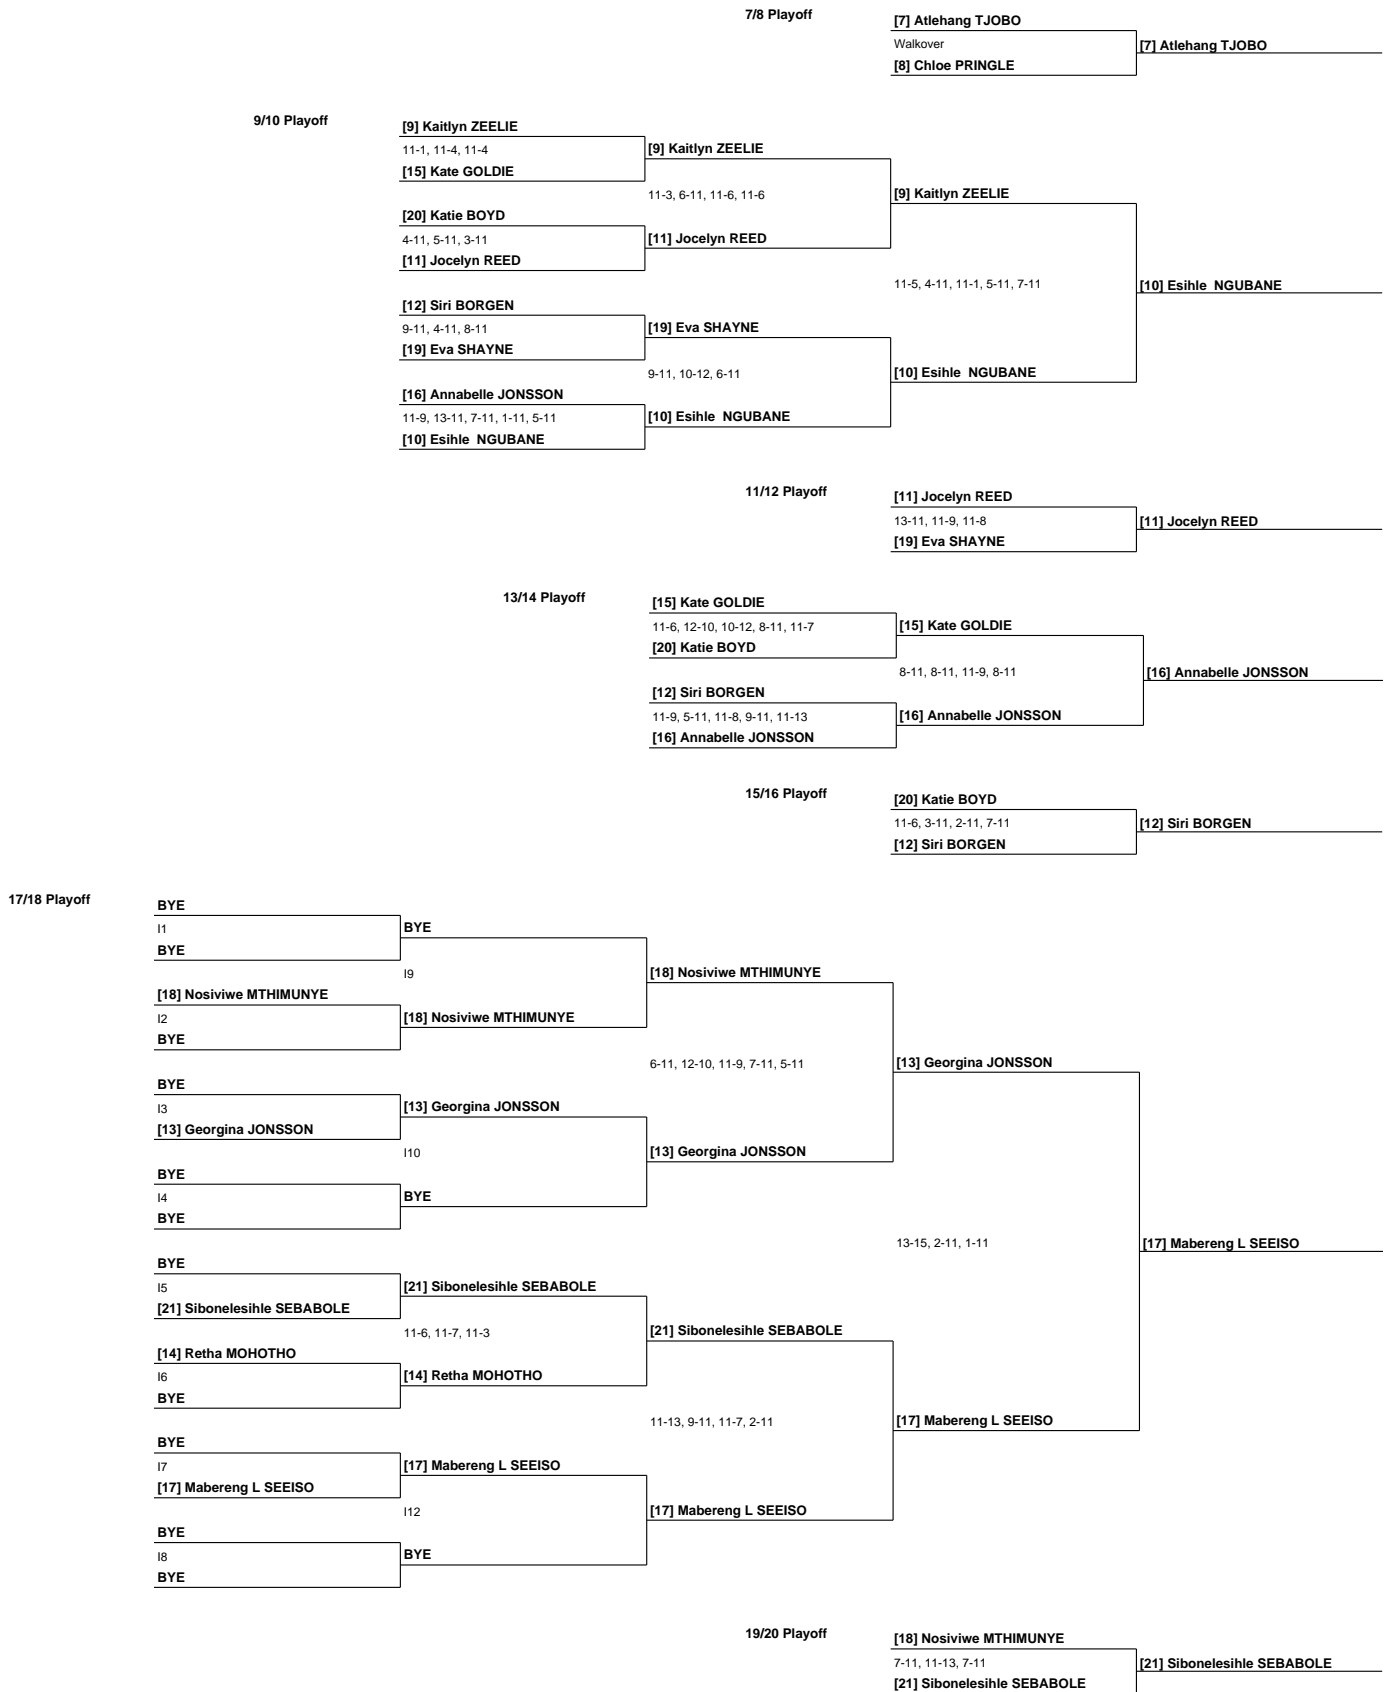 7/8 Playoff
[7] Atlehang TJOBO
Walkover
[7] Atlehang TJOBO
[8] Chloe PRINGLE
9/10 Playoff
[9] Kaitlyn ZEELIE
11-1, 11-4, 11-4
[9] Kaitlyn ZEELIE
[15] Kate GOLDIE
11-3, 6-11, 11-6, 11-6
[9] Kaitlyn ZEELIE
[20] Katie BOYD
4-11, 5-11, 3-11
[11] Jocelyn REED
[11] Jocelyn REED
11-5, 4-11, 11-1, 5-11, 7-11
[10] Esihle  NGUBANE
[12] Siri BORGEN
9-11, 4-11, 8-11
[19] Eva SHAYNE
[19] Eva SHAYNE
9-11, 10-12, 6-11
[10] Esihle  NGUBANE
[16] Annabelle JONSSON
11-9, 13-11, 7-11, 1-11, 5-11
[10] Esihle  NGUBANE
[10] Esihle  NGUBANE
11/12 Playoff
[11] Jocelyn REED
13-11, 11-9, 11-8
[11] Jocelyn REED
[19] Eva SHAYNE
13/14 Playoff
[15] Kate GOLDIE
11-6, 12-10, 10-12, 8-11, 11-7
[15] Kate GOLDIE
[20] Katie BOYD
8-11, 8-11, 11-9, 8-11
[16] Annabelle JONSSON
[12] Siri BORGEN
11-9, 5-11, 11-8, 9-11, 11-13
[16] Annabelle JONSSON
[16] Annabelle JONSSON
15/16 Playoff
[20] Katie BOYD
11-6, 3-11, 2-11, 7-11
[12] Siri BORGEN
[12] Siri BORGEN
17/18 Playoff
BYE
I1
BYE
BYE
I9
[18] Nosiviwe MTHIMUNYE
[18] Nosiviwe MTHIMUNYE
I2
[18] Nosiviwe MTHIMUNYE
BYE
6-11, 12-10, 11-9, 7-11, 5-11
[13] Georgina JONSSON
BYE
I3
[13] Georgina JONSSON
[13] Georgina JONSSON
I10
[13] Georgina JONSSON
BYE
I4
BYE
BYE
13-15, 2-11, 1-11
[17] Mabereng L SEEISO
BYE
I5
[21] Sibonelesihle SEBABOLE
[21] Sibonelesihle SEBABOLE
11-6, 11-7, 11-3
[21] Sibonelesihle SEBABOLE
[14] Retha MOHOTHO
I6
[14] Retha MOHOTHO
BYE
11-13, 9-11, 11-7, 2-11
[17] Mabereng L SEEISO
BYE
I7
[17] Mabereng L SEEISO
[17] Mabereng L SEEISO
I12
[17] Mabereng L SEEISO
BYE
I8
BYE
BYE
19/20 Playoff
[18] Nosiviwe MTHIMUNYE
7-11, 11-13, 7-11
[21] Sibonelesihle SEBABOLE
[21] Sibonelesihle SEBABOLE